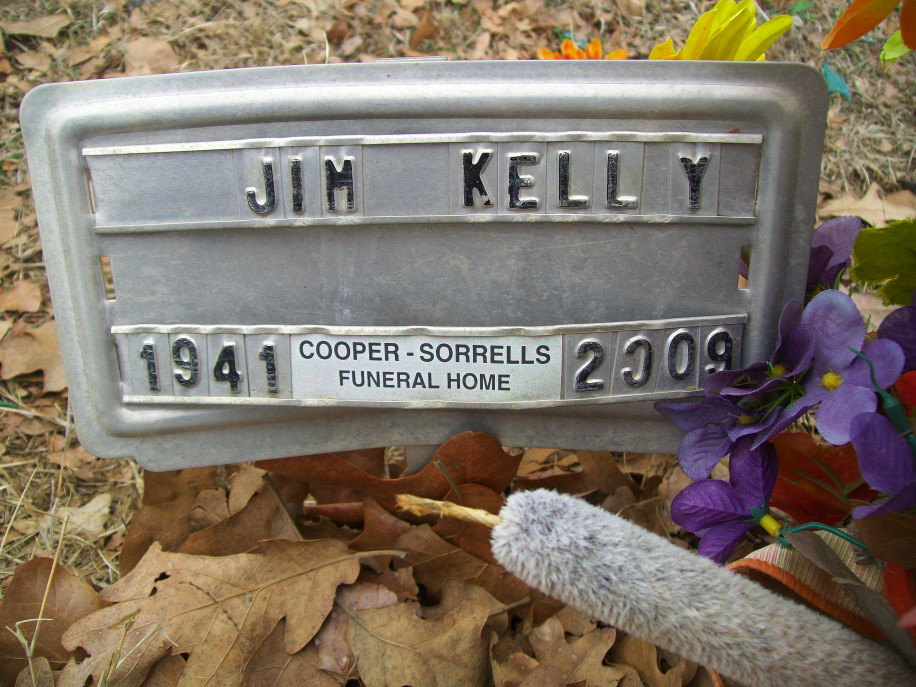 JIM KELLY
1941 COOPER - SORRELLS FUNERAL HOME 2009